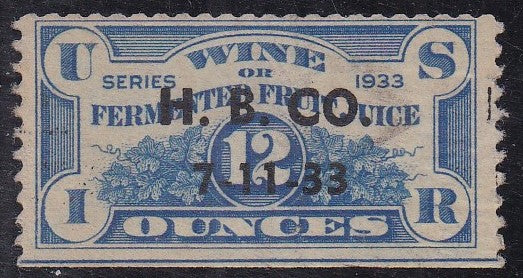 U WINE S
OR
SERIES 1933
FERMENTED FRUIT JUICE
H. B. CO.
12
7-11-33
I OUNCES R